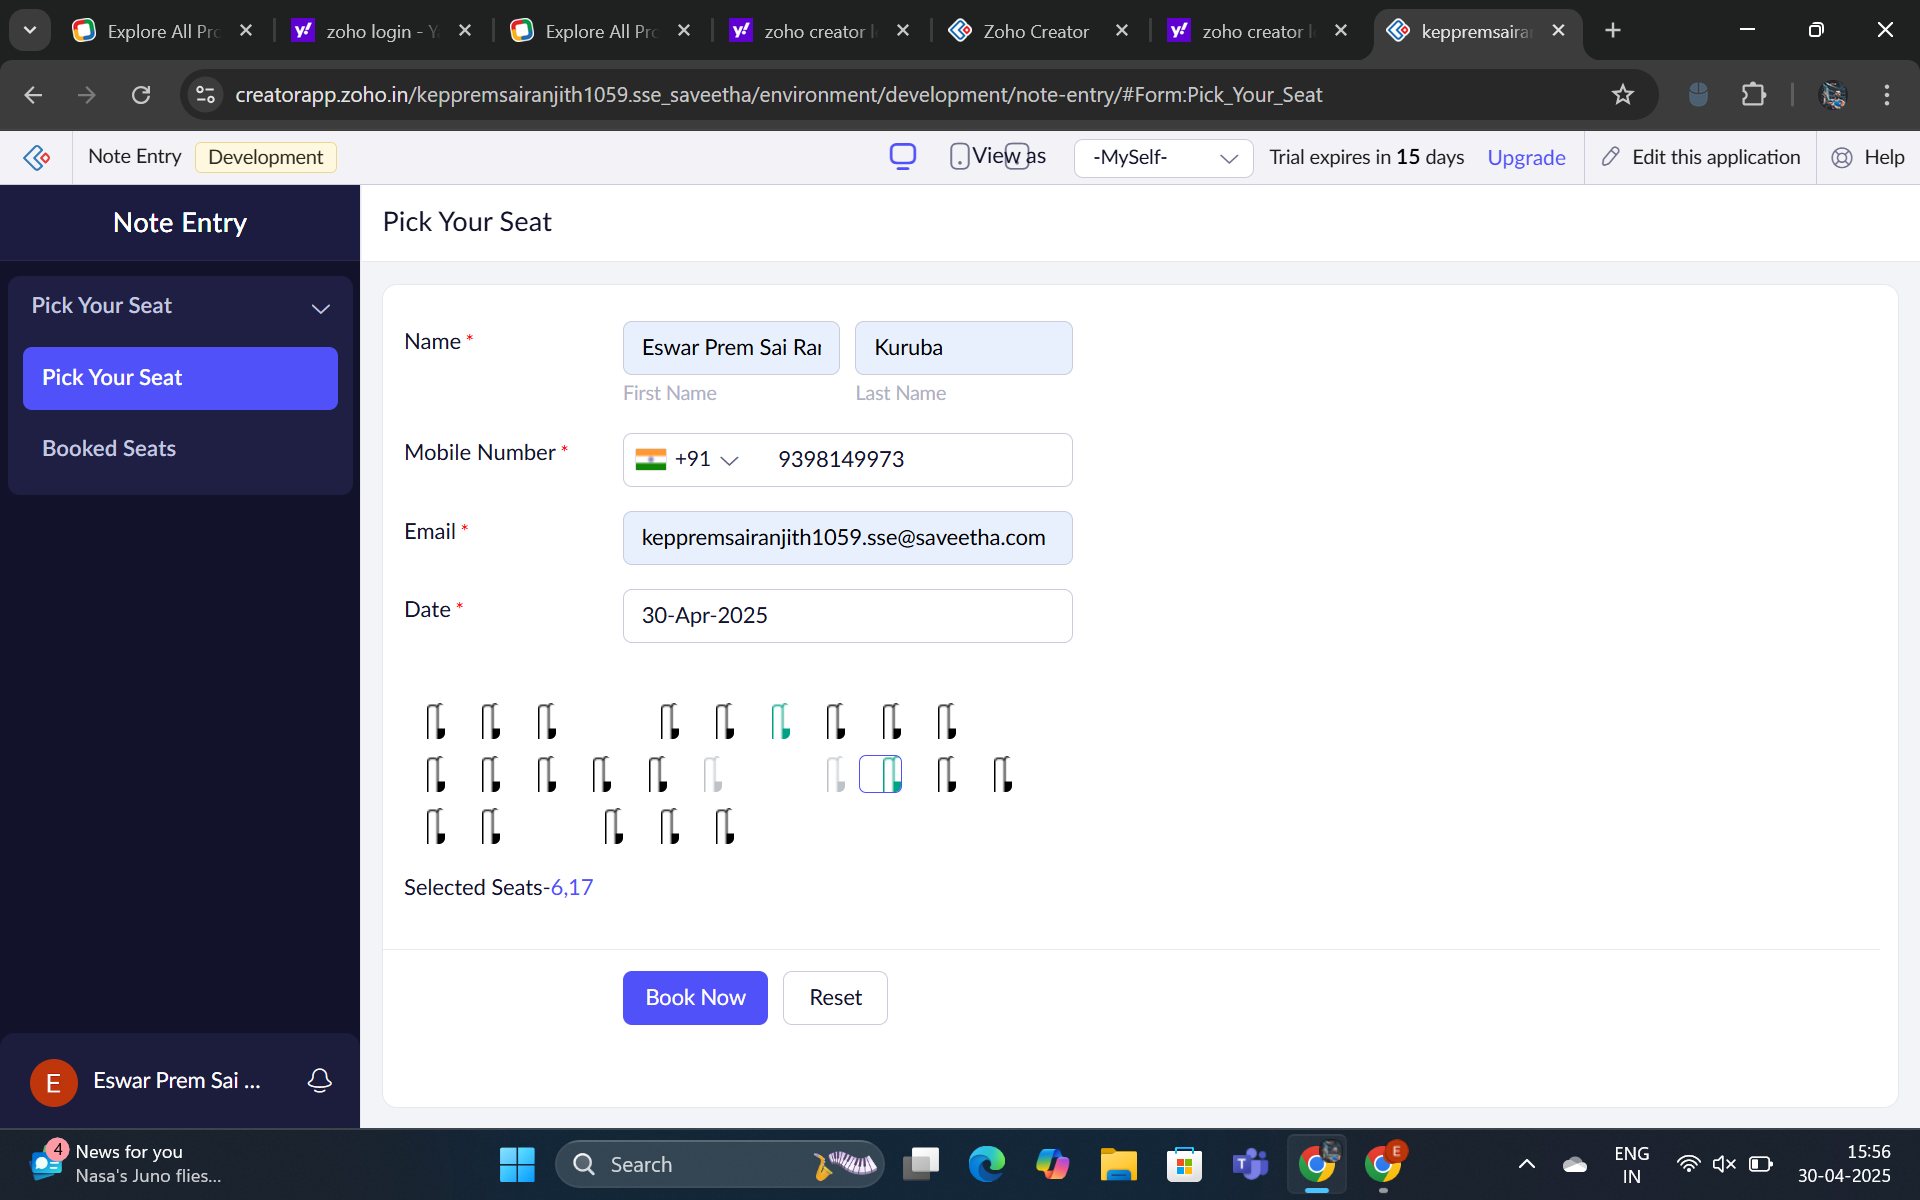 Explore All Pro
zoho login - Y
Explore All Pro
zoho creator l
Zoho Creator
zoho creator l
keppremsairan
creatorapp.zoho.in/keppremsairanjith1059.sse_saveetha/environment/development/note-entry/#Form:Pick_Your_Seat
Note Entry
Development
View as
-MySelf-
Trial expires in 15 days
Upgrade
Edit this application
Help
Note Entry
Pick Your Seat
Pick Your Seat
Pick Your Seat
Booked Seats
Name *
Eswar Prem Sai Ran
Kuruba
First Name
Last Name
Mobile Number *
+91
9398149973
Email *
keppremsairanjith1059.sse@saveetha.com
Date *
30-Apr-2025
Selected Seats-6,17
Book Now
Reset
E
Eswar Prem Sai ...
4
News for you
Nasa's Juno flies...
Search
T
E
ENG
IN
15:56
30-04-2025